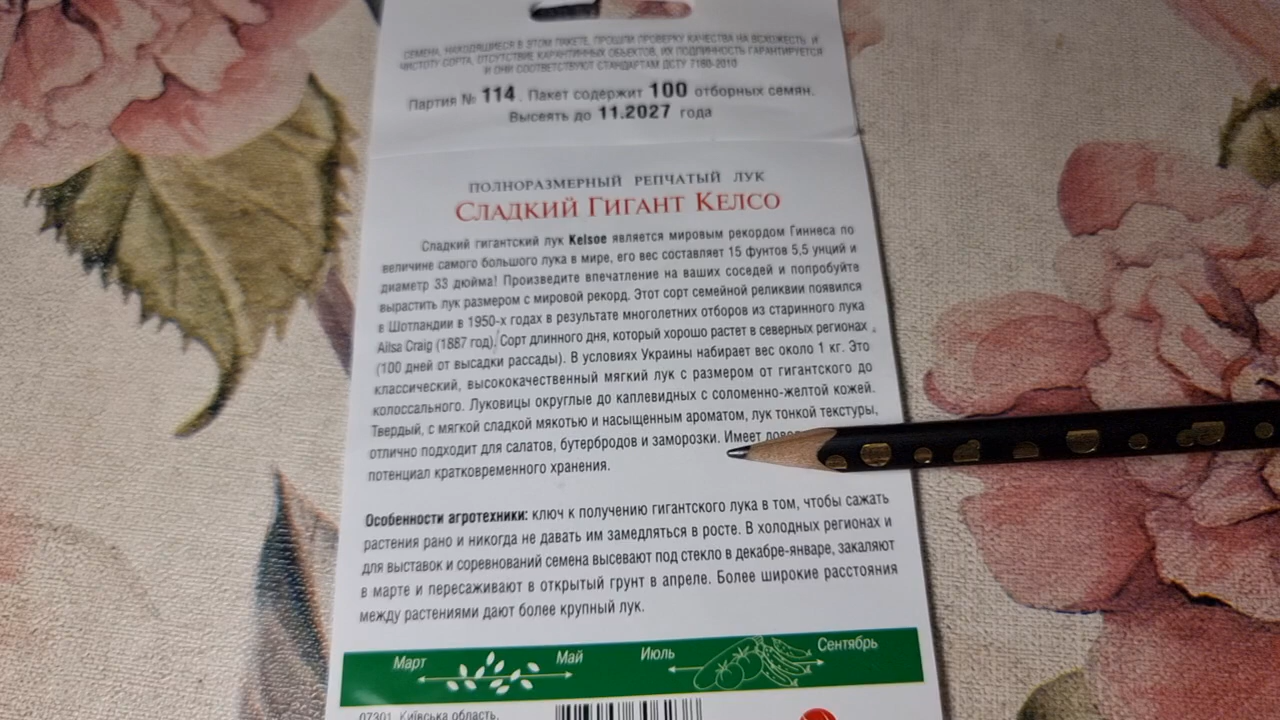 СЕМЕНА, НАХОДЯЩИЕСЯ В ЭТОМ ПАКЕТЕ, ПРОШЛИ ПРОВЕРКУ КАЧЕСТВА НА ВСХОЖЕСТЬ И
ЧИСТОТУ СОРТА, ОТСУТСТВИЕ КАРАНТИННЫХ ОБЪЕКТОВ, ИХ ПОДЛИННОСТЬ ГАРАНТИРУЕТСЯ
И ОНИ СООТВЕТСТВУЮТ СТАНДАРТАМ ДСТУ 7160-2010
Партия № 114. Пакет содержит 100 отборных семян.
Высеять до 11.2027 года
ПОЛНОРАЗМЕРНЫЙ РЕПЧАТЫЙ ЛУК
СЛАДКИЙ ГИГАНТ КЕЛСО
Сладкий гигантский лук Kelsoe является мировым рекордом Гиннеса по
величине самого большого лука в мире, его вес составляет 15 фунтов 5,5 унций и
диаметр 33 дюйма! Произведите впечатление на ваших соседей и попробуйте
вырастить лук размером с мировой рекорд. Этот сорт семейной реликвии появился
в Шотландии в 1950-х годах в результате многолетних отборов из старинного лука
Ailsa Craig (1887 год). Сорт длинного дня, который хорошо растет в северных регионах
(100 дней от высадки рассады). В условиях Украины набирает вес около 1 кг. Это
классический, высококачественный мягкий лук с размером от гигантского до
колоссального. Луковицы округлые до каплевидных с соломенно-желтой кожей.
Твердый, с мягкой сладкой мякотью и насыщенным ароматом, лук тонкой текстуры,
отлично подходит для салатов, бутербродов и заморозки. Имеет
потенциал кратковременного хранения.
Особенности агротехники: ключ к получению гигантского лука в том, чтобы сажать
растения рано и никогда не давать им замедляться в росте. В холодных регионах и
для выставок и соревнований семена высевают под стекло в декабре-январе, закаляют
в марте и пересаживают в открытый грунт в апреле. Более широкие расстояния
между растениями дают более крупный лук.
Март Май Июль Сентябрь
07301, Київська область,